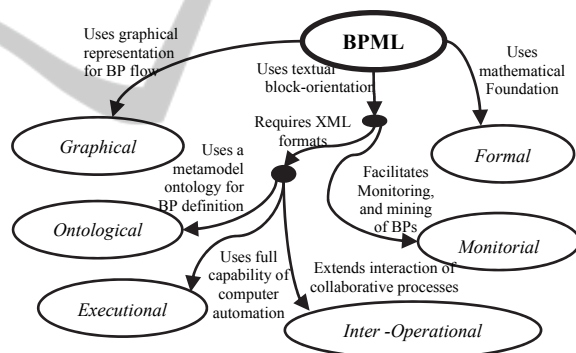 BPML
Uses graphical
representation
for BP flow
Uses
mathematical
Foundation
Uses textual
block-orientation
Graphical
Requires XML
formats
Formal
Uses a
metamodel
ontology for
BP definition
Facilitates
Monitoring,
and mining
of BPs
Ontological
Monitorial
Uses full
capability of
computer
automation
Extends interaction of
collaborative processes
Executional
Inter -Operational